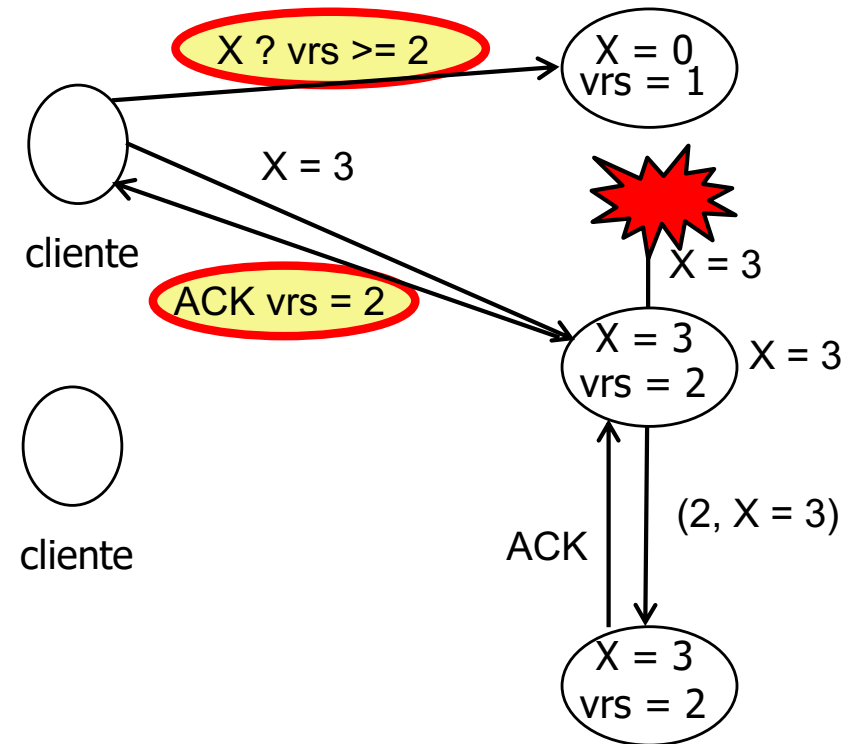 X ? vrs >= 2
X = 0
vrs = 1
X = 3
cliente
X = 3
ACK vrs = 2
X = 3
vrs = 2
X = 3
cliente
ACK
(2, X = 3)
X = 3
vrs = 2